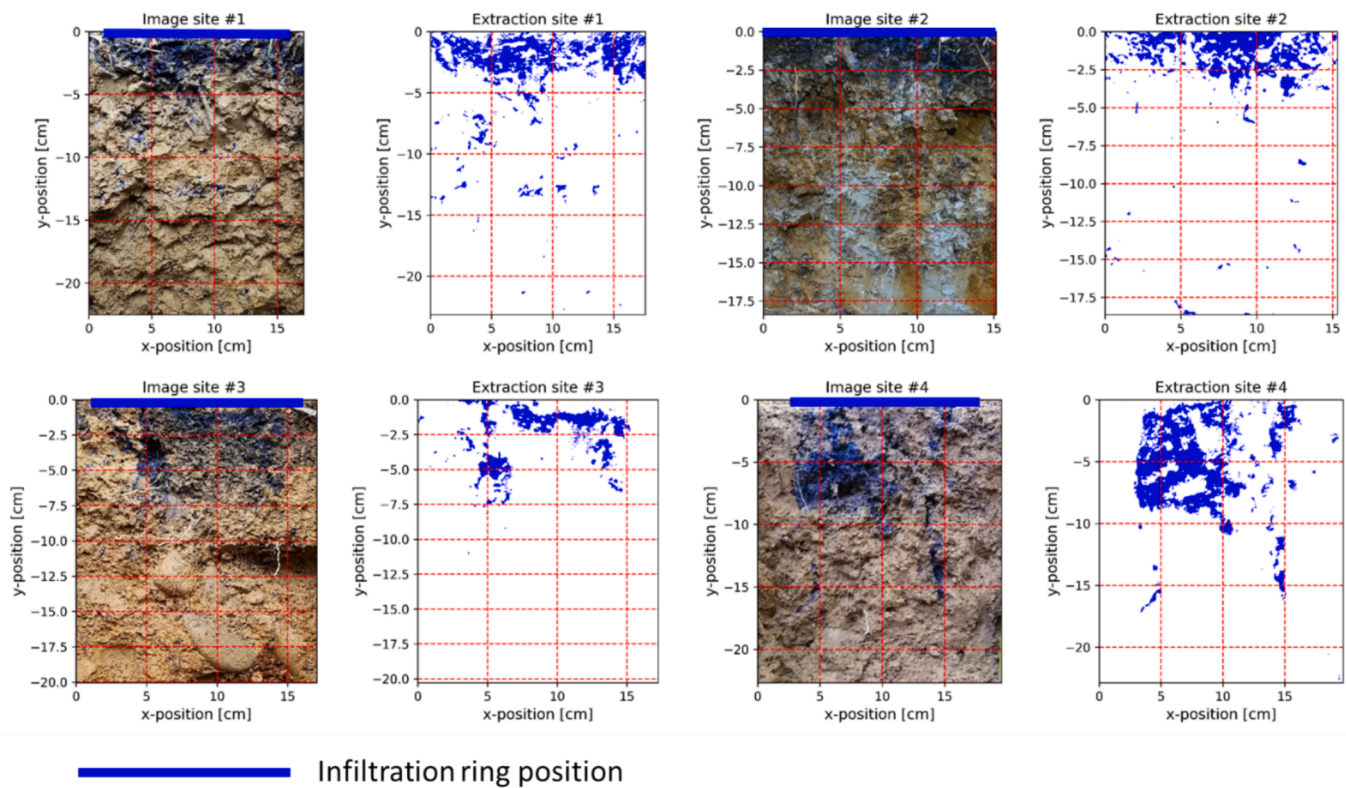 Image site #1
0
−5
−10
−15
−20
y-position [cm]
0 5 10 15
x-position [cm]
Extraction site #1
0
−5
−10
−15
−20
y-position [cm]
0 5 10 15
x-position [cm]
Image site #2
0.0
−2.5
−5.0
−7.5
−10.0
−12.5
−15.0
−17.5
y-position [cm]
0 5 10 15
x-position [cm]
Extraction site #2
0.0
−2.5
−5.0
−7.5
−10.0
−12.5
−15.0
−17.5
y-position [cm]
0 5 10 15
x-position [cm]
Image site #3
0.0
−2.5
−5.0
−7.5
−10.0
−12.5
−15.0
−17.5
−20.0
y-position [cm]
0 5 10 15
x-position [cm]
Extraction site #3
0.0
−2.5
−5.0
−7.5
−10.0
−12.5
−15.0
−17.5
−20.0
y-position [cm]
0 5 10 15
x-position [cm]
Image site #4
0
−5
−10
−15
−20
y-position [cm]
0 5 10 15
x-position [cm]
Extraction site #4
0
−5
−10
−15
−20
y-position [cm]
0 5 10 15
x-position [cm]
Infiltration ring position